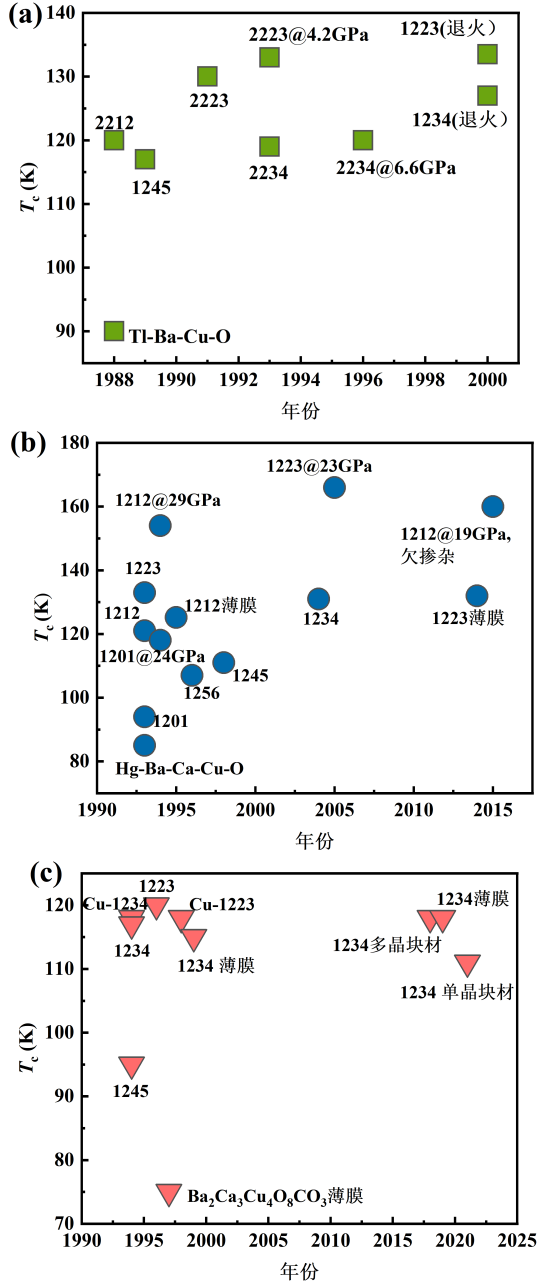 (a)
2223@4.2GPa
1223(退火）
140
130
120
110
100
90
T_c (K)
2212
2223
1234(退火）
1245
2234
2234@6.6GPa
Tl-Ba-Cu-O
1988 1990 1992 1994 1996 1998 2000
年份
(b)
180
160
140
120
100
80
T_c (K)
1223@23GPa
1212@29GPa
1212@19GPa,
欠掺杂
1223
1212
1212薄膜
1234
1223薄膜
1201@24GPa
1245
1256
1201
Hg-Ba-Ca-Cu-O
1990 1995 2000 2005 2010 2015
年份
(c)
120
110
100
90
80
70
T_c (K)
1223
Cu-1234
Cu-1223
1234薄膜
1234
1234 薄膜
1234多晶块材
1234 单晶块材
1245
Ba₂Ca₃Cu₄O₈CO₃薄膜
1990 1995 2000 2005 2010 2015 2020 2025
年份